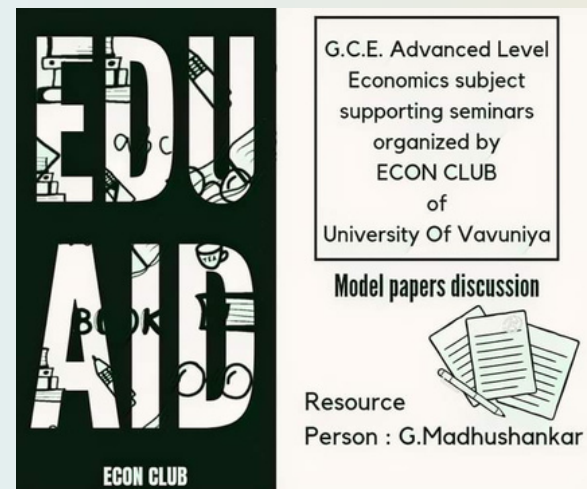 EDU
AID
BOOK
ECON CLUB
G.C.E. Advanced Level
Economics subject
supporting seminars
organized by
ECON CLUB
of
University Of Vavuniya
Model papers discussion
Resource
Person : G.Madhushankar